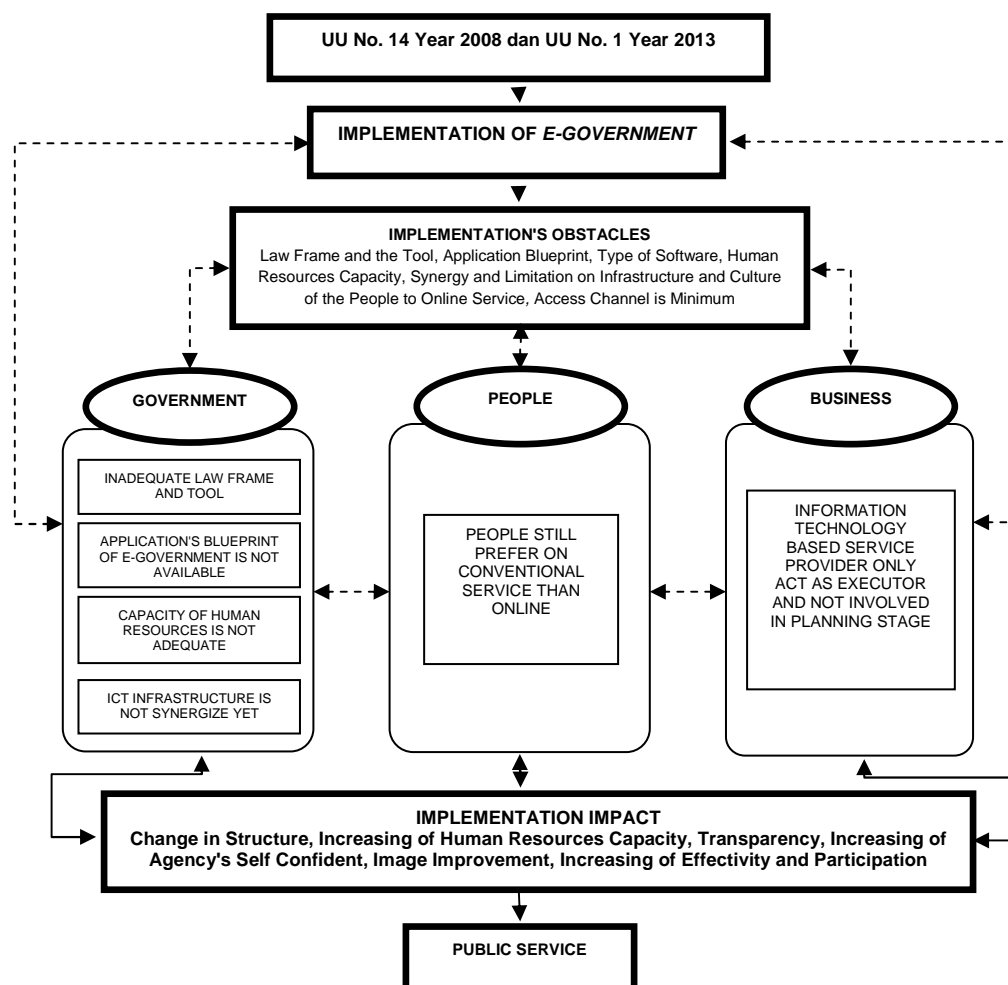 UU No. 14 Year 2008 dan UU No. 1 Year 2013
IMPLEMENTATION OF E-GOVERNMENT
IMPLEMENTATION'S OBSTACLES
Law Frame and the Tool, Application Blueprint, Type of Software, Human
Resources Capacity, Synergy and Limitation on Infrastructure and Culture
of the People to Online Service, Access Channel is Minimum
GOVERNMENT
INADEQUATE LAW FRAME
AND TOOL
APPLICATION'S BLUEPRINT
OF E-GOVERNMENT IS NOT
AVAILABLE
CAPACITY OF HUMAN
RESOURCES IS NOT
ADEQUATE
ICT INFRASTRUCTURE IS
NOT SYNERGIZE YET
PEOPLE
PEOPLE STILL
PREFER ON
CONVENTIONAL
SERVICE THAN
ONLINE
BUSINESS
INFORMATION
TECHNOLOGY
BASED SERVICE
PROVIDER ONLY
ACT AS EXECUTOR
AND NOT INVOLVED
IN PLANNING STAGE
IMPLEMENTATION IMPACT
Change in Structure, Increasing of Human Resources Capacity, Transparency, Increasing of
Agency's Self Confident, Image Improvement, Increasing of Effectivity and Participation
PUBLIC SERVICE